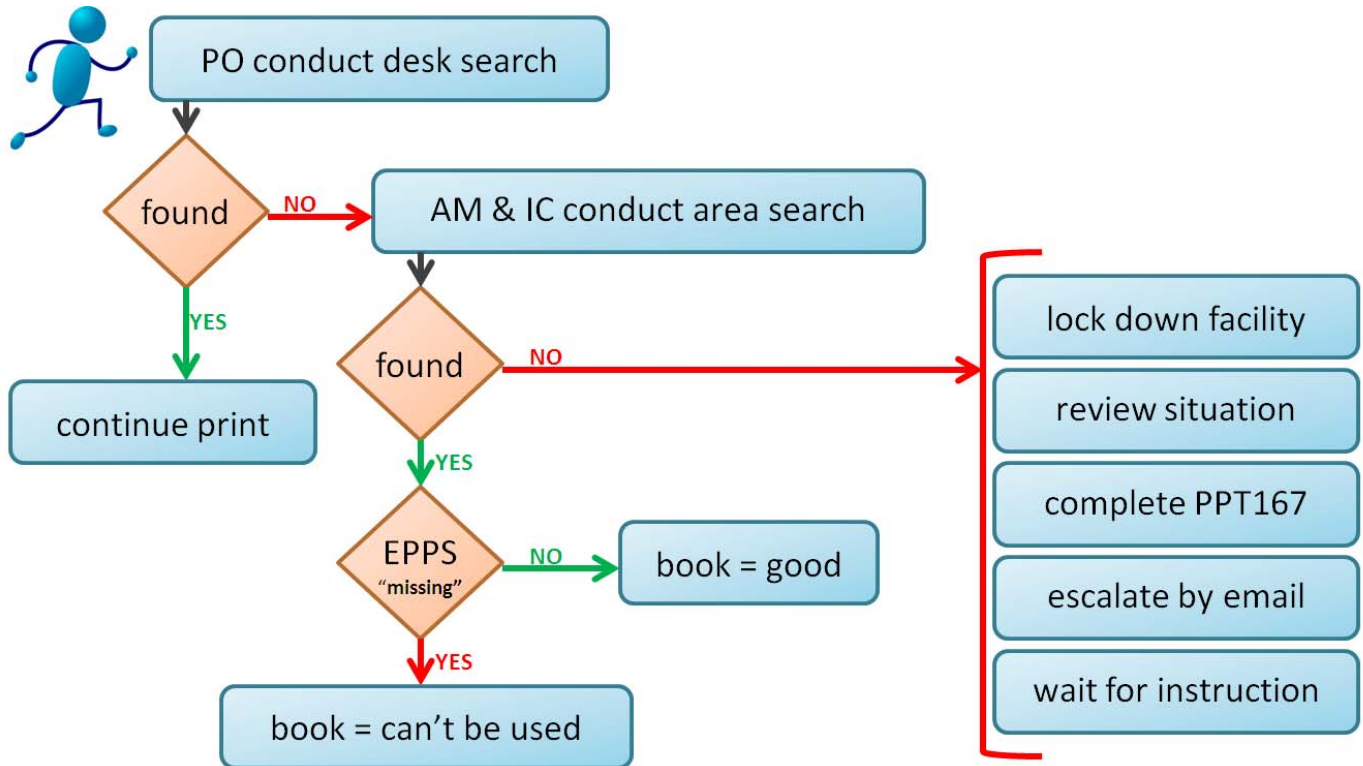 PO conduct desk search
found
NO
AM & IC conduct area search
YES
continue print
found
NO
YES
EPPS
“missing”
NO
book = good
YES
book = can’t be used
lock down facility
review situation
complete PPT167
escalate by email
wait for instruction